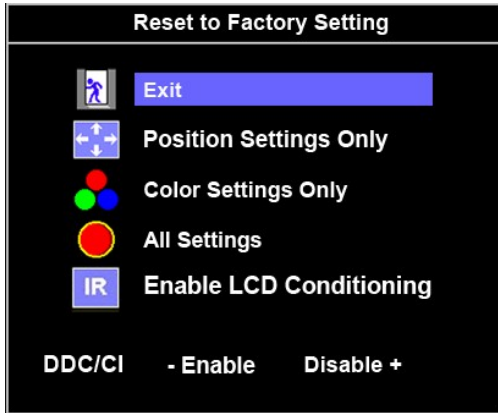 Reset to Factory Setting
Exit
Position Settings Only
Color Settings Only
All Settings
IR Enable LCD Conditioning
DDC/CI - Enable Disable +